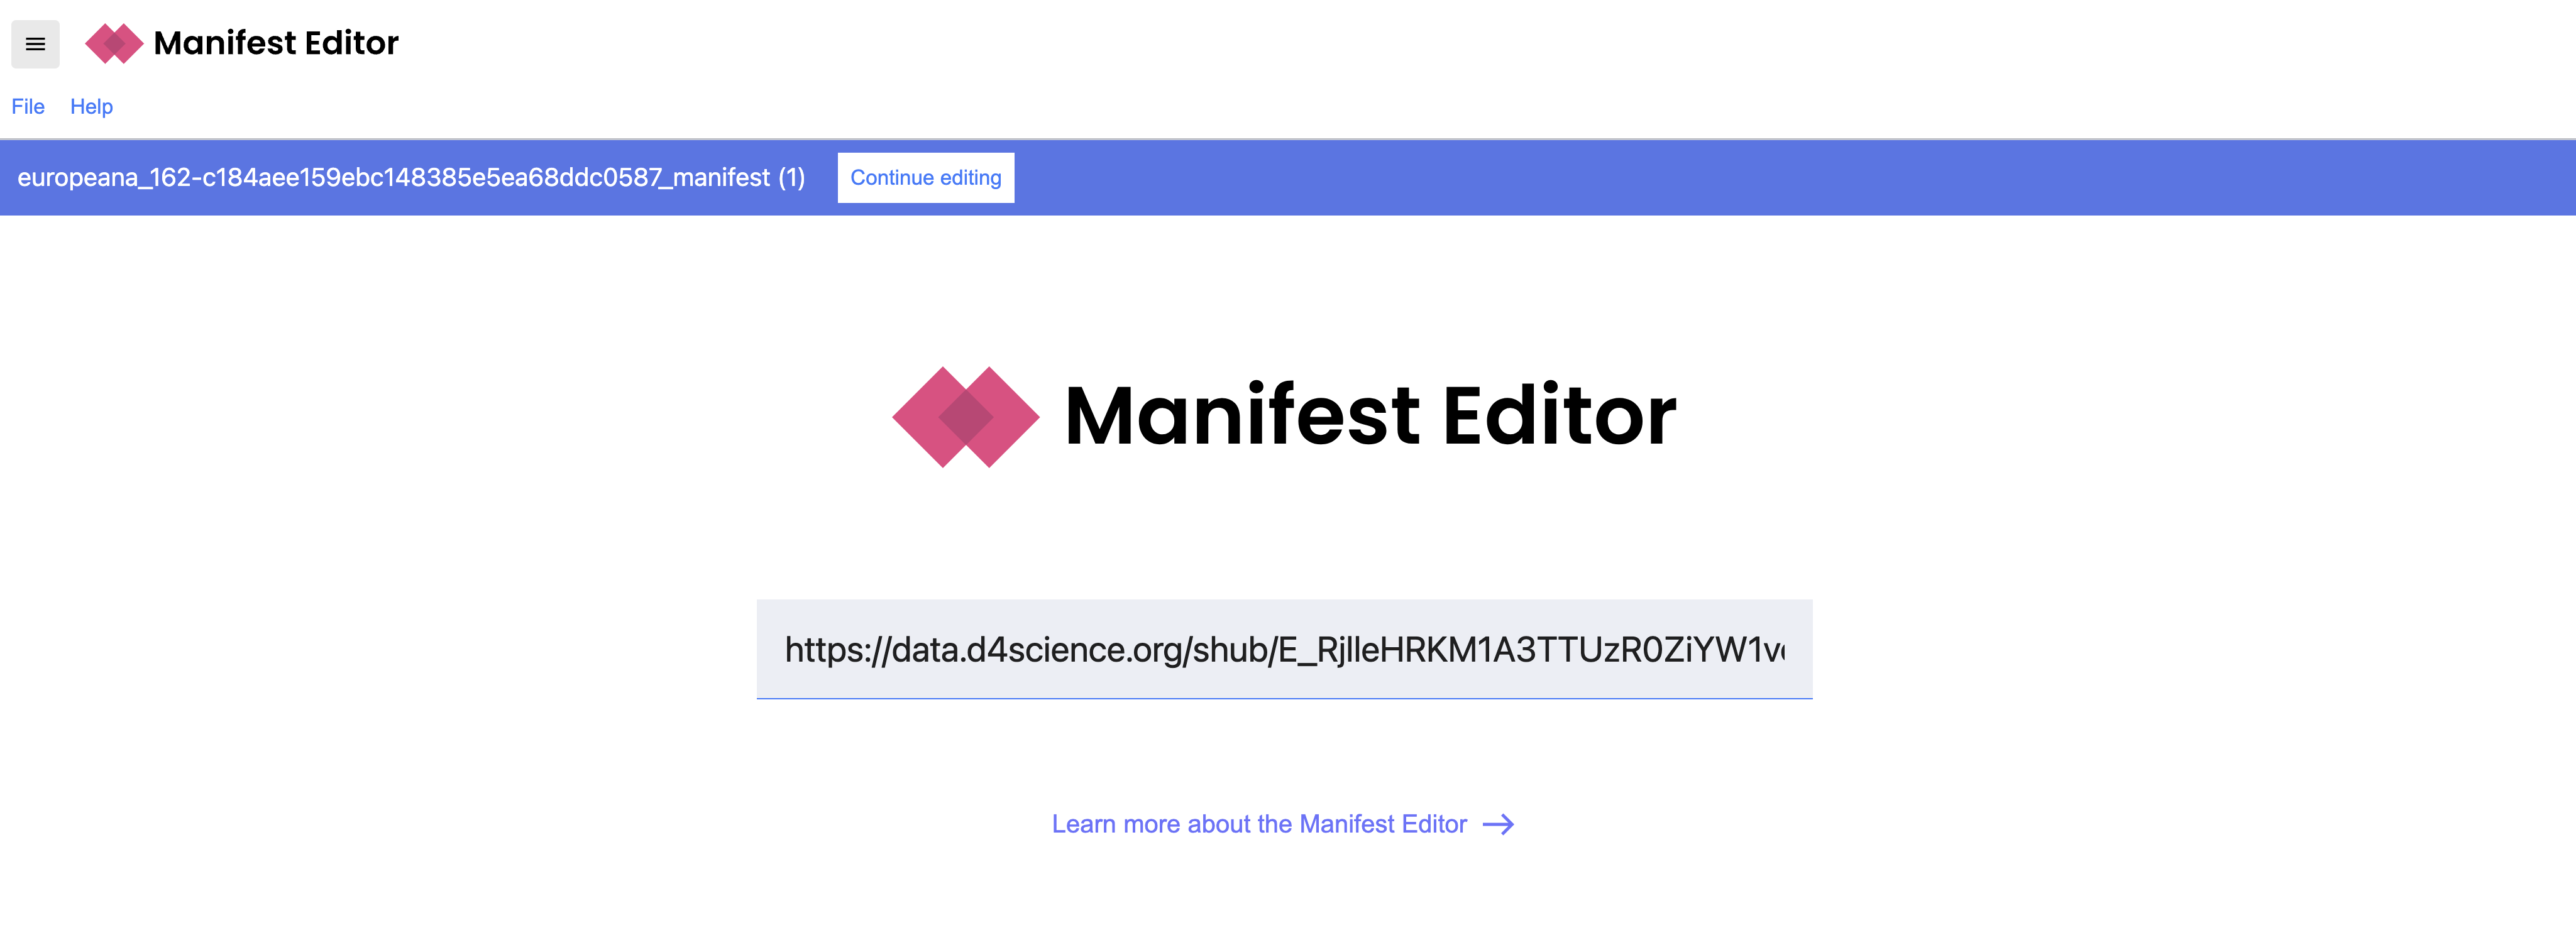 Manifest Editor
File Help
europeana_162-c184aee159ebc148385e5ea68ddc0587_manifest (1) Continue editing
Manifest Editor
https://data.d4science.org/shub/E_RjlleHRKM1A3TTUzR0ZiYW1v
Learn more about the Manifest Editor